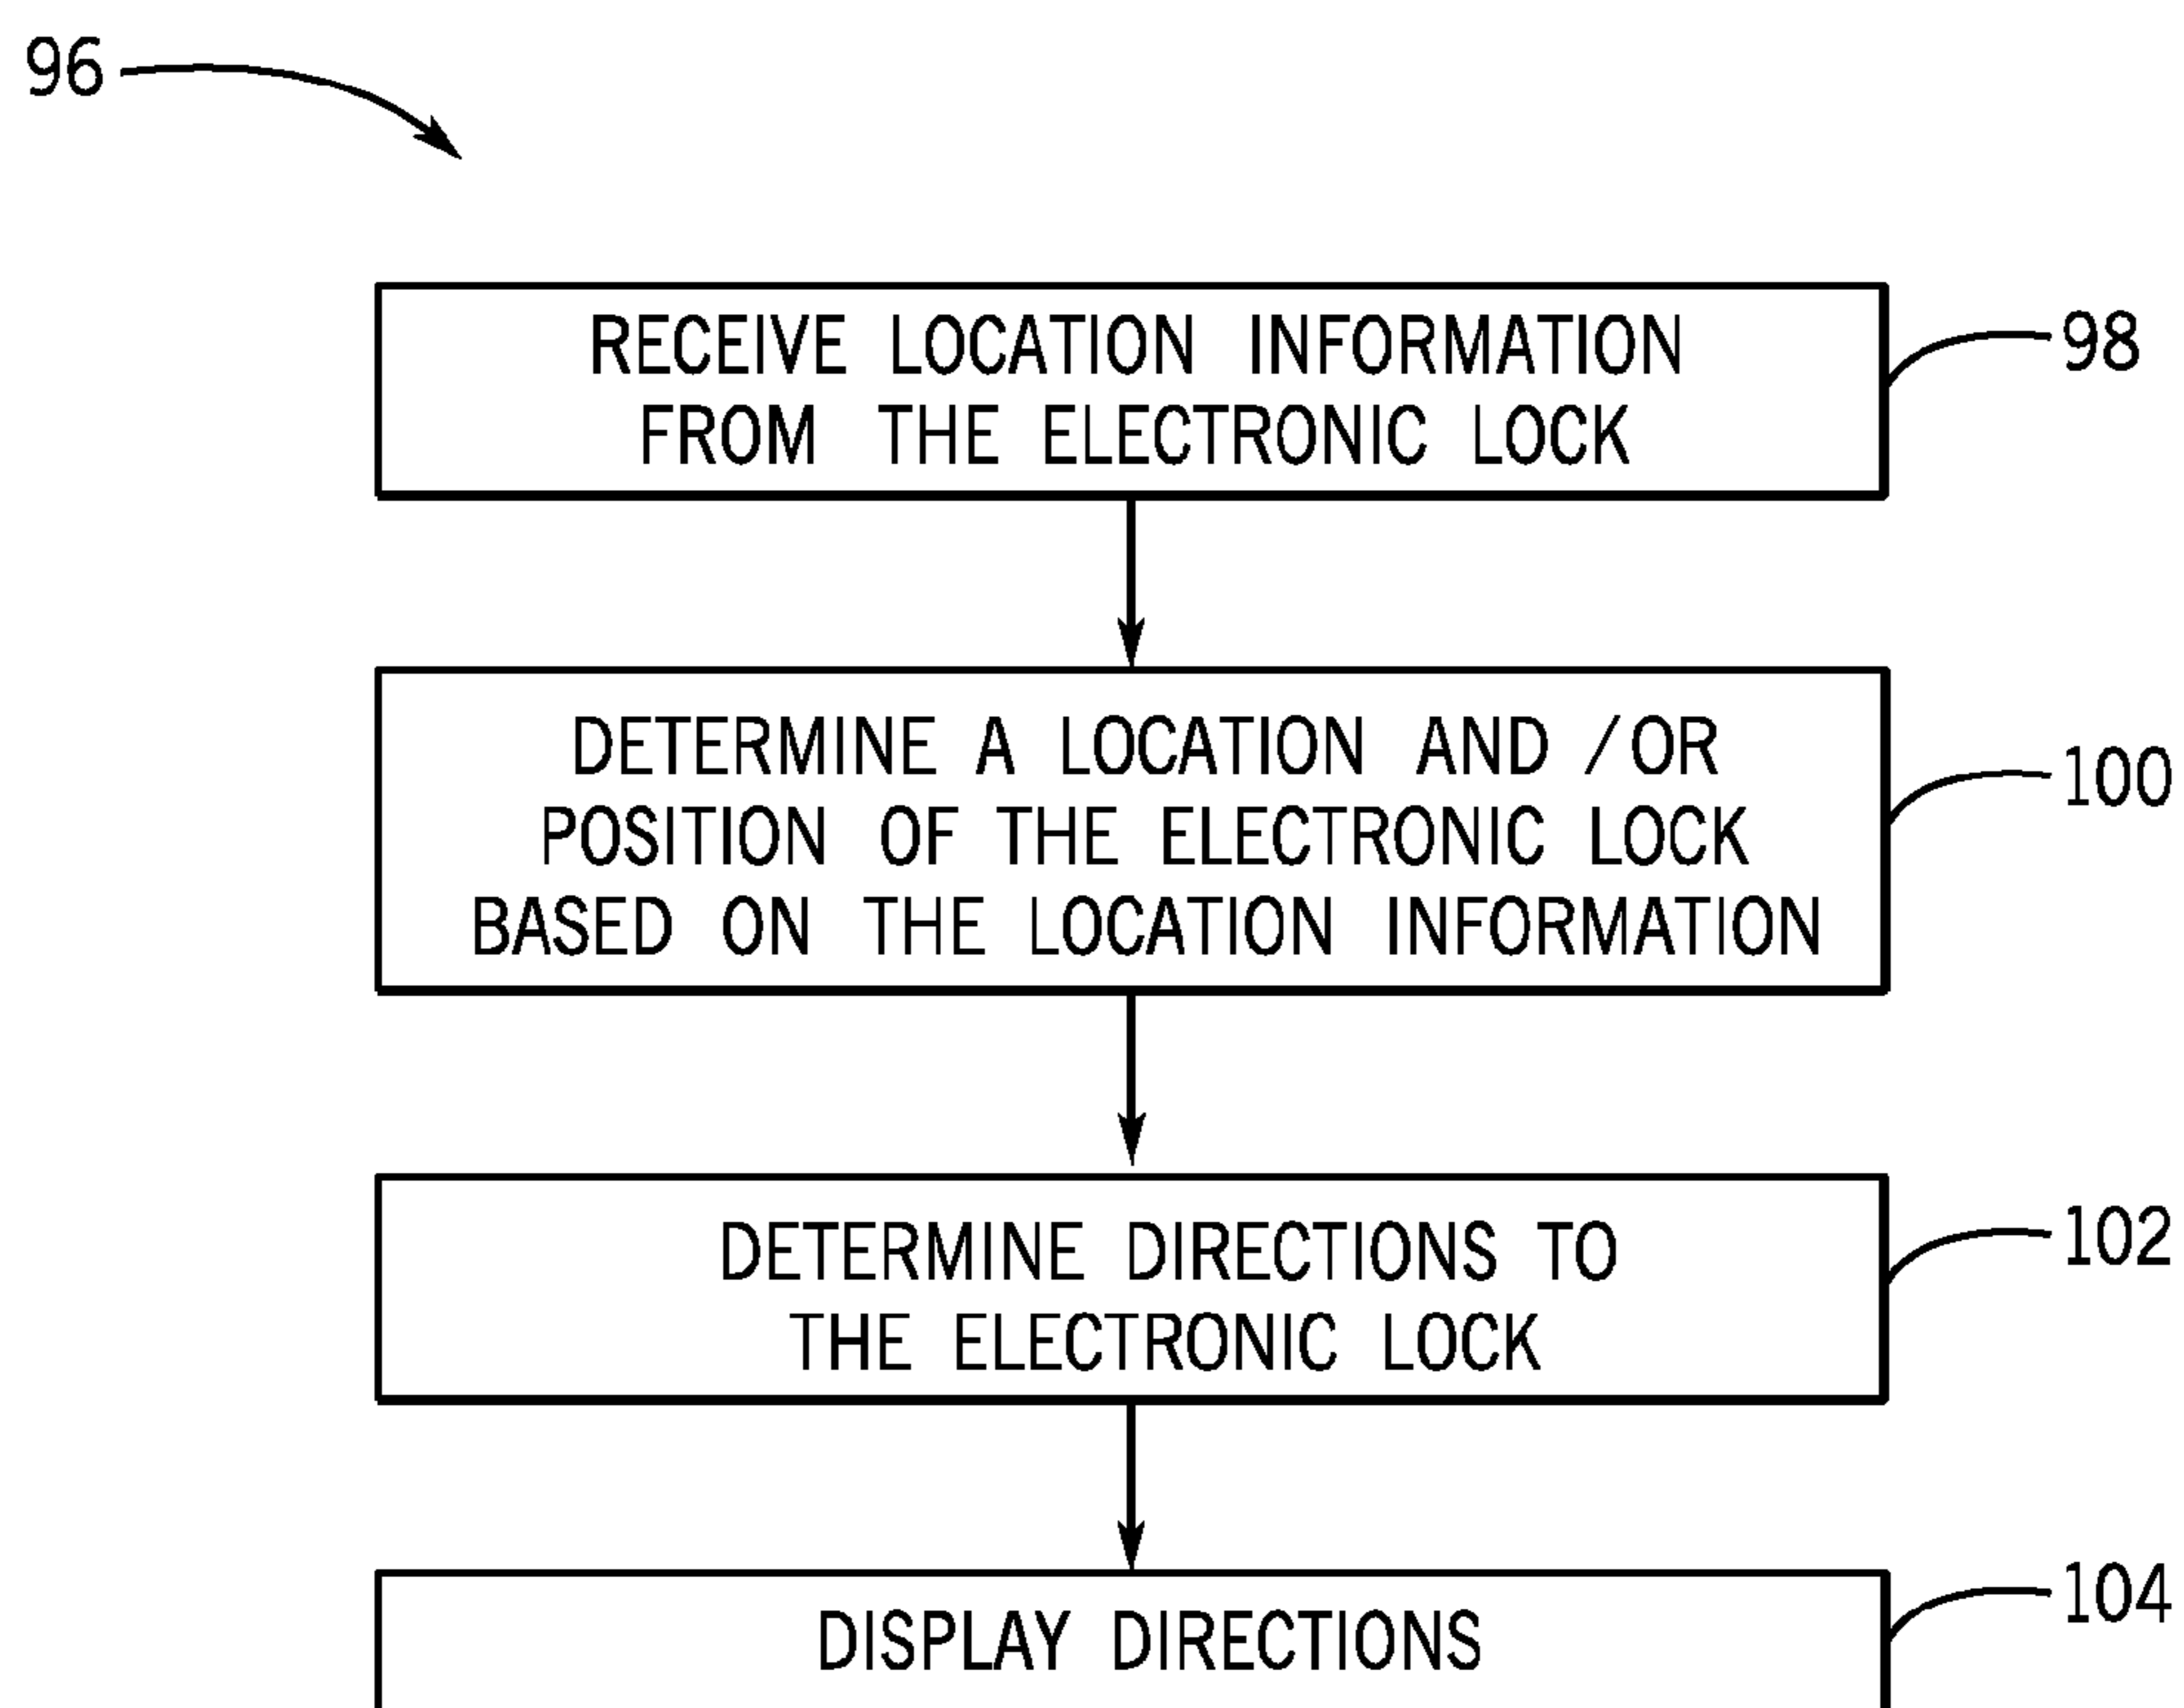 96
RECEIVE LOCATION INFORMATION
FROM THE ELECTRONIC LOCK
98
DETERMINE A LOCATION AND /OR
POSITION OF THE ELECTRONIC LOCK
BASED ON THE LOCATION INFORMATION
100
DETERMINE DIRECTIONS TO
THE ELECTRONIC LOCK
102
DISPLAY DIRECTIONS
104